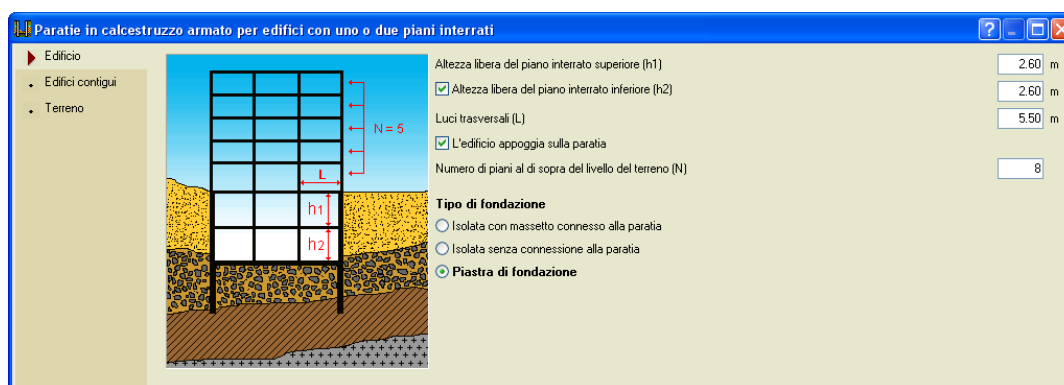 Paratie in calcestruzzo armato per edifici con uno o due piani interrati
Edificio
Edifici contigui
Terreno
N = 5
L
h1
h2
Altezza libera del piano interrato superiore (h1) 2.60 m
Altezza libera del piano interrato inferiore (h2) 2.60 m
Luci trasversali (L) 5.50 m
L'edificio appoggia sulla paratia
Numero di piani al di sopra del livello del terreno (N) 8
Tipo di fondazione
Isolata con massetto connesso alla paratia
Isolata senza connessione alla paratia
Piastra di fondazione